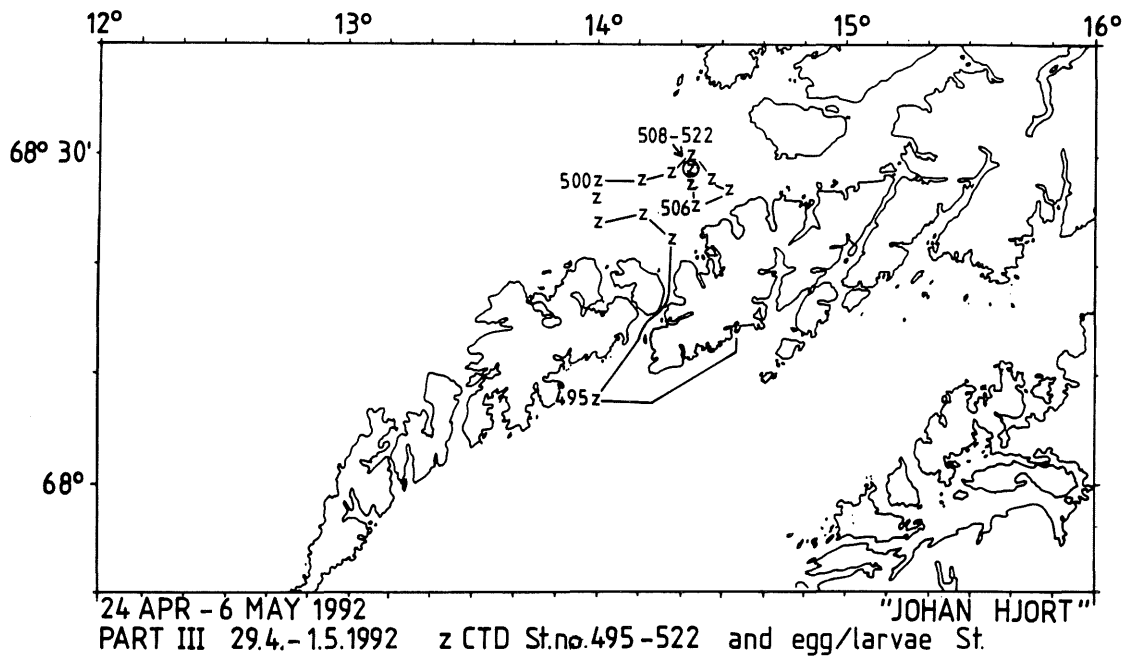 12° 13° 14° 15° 16°
68° 30'
508-522
z
z
500z z z z
z z z
506z
z z
z
495z
68°
24 APR - 6 MAY 1992 "JOHAN HJORT"
PART III 29.4.-1.5.1992 z CTD St.no.495-522 and egg/larvae St.